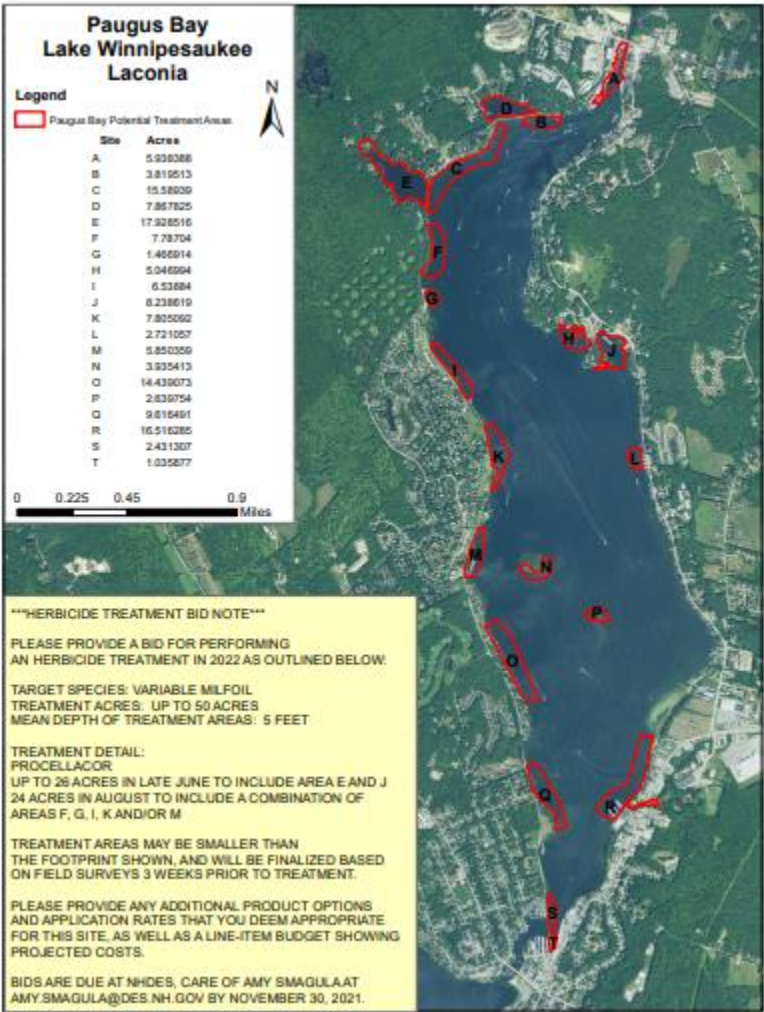 Paugus Bay
Lake Winnipesaukee
Laconia
Legend
N
Paugus Bay Potential Treatment Areas
Site Acres
A 5.938388
B 3.819513
C 15.58939
D 7.867825
E 17.928516
F 7.78704
G 1.466914
H 5.046994
I 6.53884
J 8.238619
K 7.805092
L 2.721057
M 5.850359
N 3.935413
O 14.439073
P 2.639754
Q 9.616491
R 16.516285
S 2.431307
T 1.035877
0 0.225 0.45 0.9
Miles
***HERBICIDE TREATMENT BID NOTE***
PLEASE PROVIDE A BID FOR PERFORMING
AN HERBICIDE TREATMENT IN 2022 AS OUTLINED BELOW:
TARGET SPECIES: VARIABLE MILFOIL
TREATMENT ACRES: UP TO 50 ACRES
MEAN DEPTH OF TREATMENT AREAS: 5 FEET
TREATMENT DETAIL:
PROCELLACOR
UP TO 26 ACRES IN LATE JUNE TO INCLUDE AREA E AND J
24 ACRES IN AUGUST TO INCLUDE A COMBINATION OF
AREAS F, G, I, K AND/OR M
TREATMENT AREAS MAY BE SMALLER THAN
THE FOOTPRINT SHOWN, AND WILL BE FINALIZED BASED
ON FIELD SURVEYS 3 WEEKS PRIOR TO TREATMENT.
PLEASE PROVIDE ANY ADDITIONAL PRODUCT OPTIONS
AND APPLICATION RATES THAT YOU DEEM APPROPRIATE
FOR THIS SITE, AS WELL AS A LINE-ITEM BUDGET SHOWING
PROJECTED COSTS.
BIDS ARE DUE AT NHDES, CARE OF AMY SMAGULA AT
AMY.SMAGULA@DES.NH.GOV BY NOVEMBER 30, 2021.
A
D
B
C
E
F
G
H
J
I
K
L
M
N
P
O
Q
R
S
T